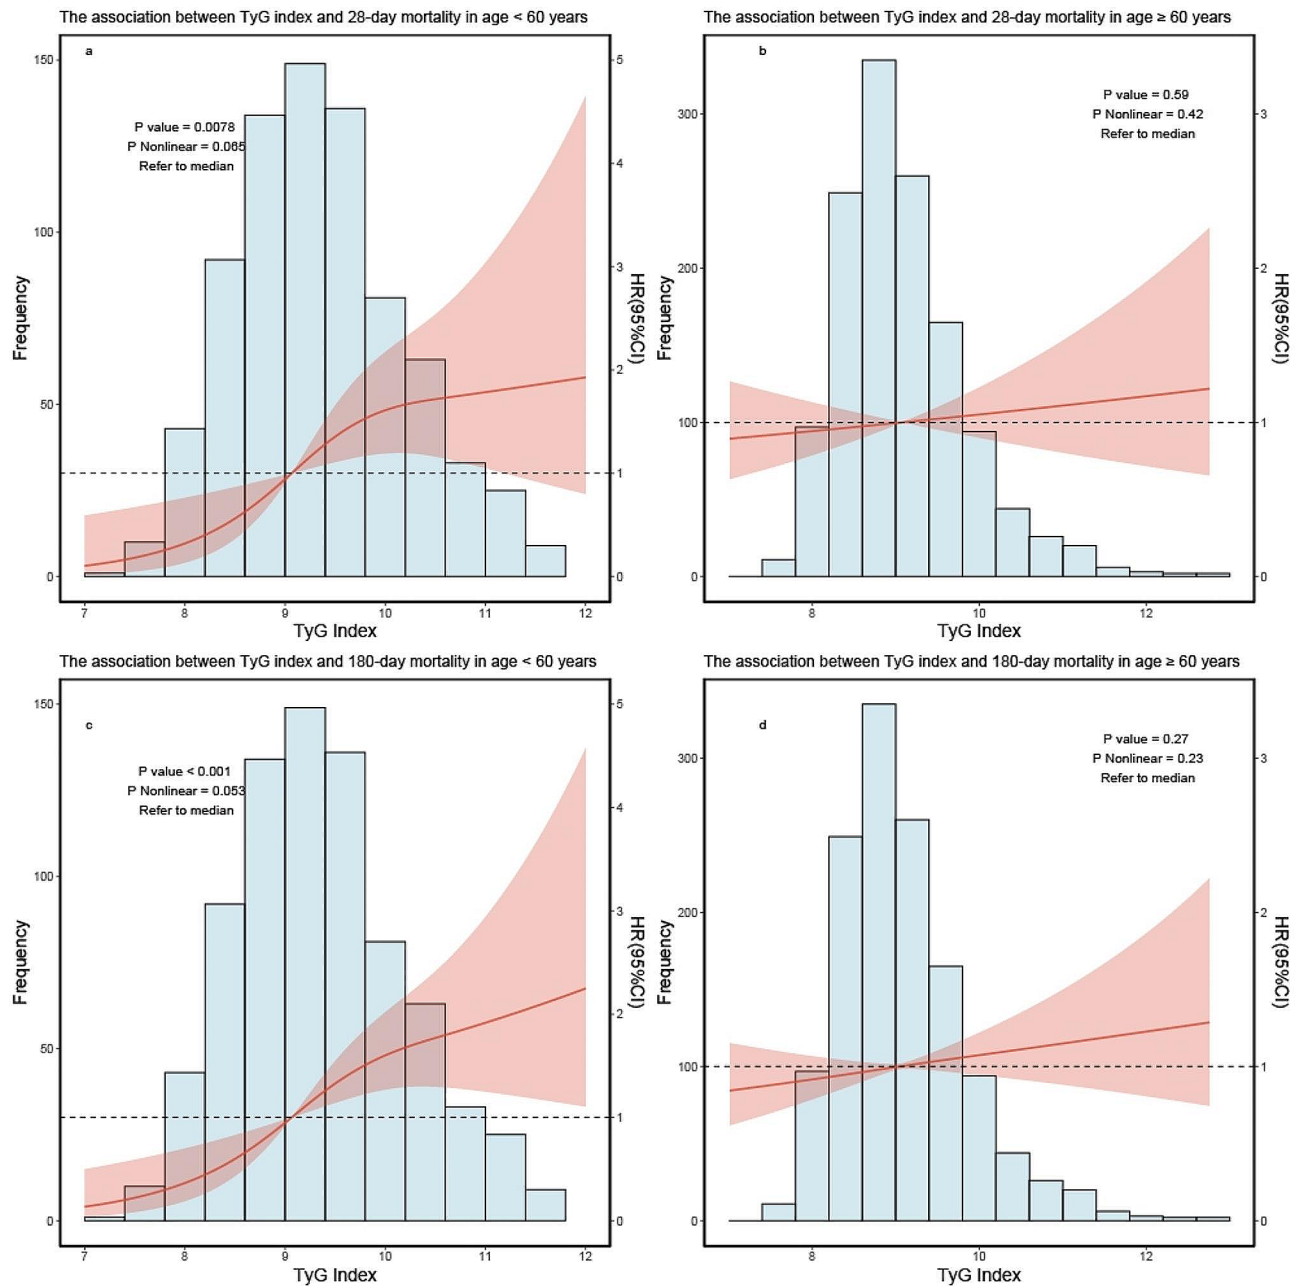 The association between TyG index and 28-day mortality in age < 60 years
a
P value = 0.0078
P Nonlinear = 0.065
Refer to median
150
100
50
0
5
4
3
2
1
0
Frequency
HR(95%CI)
7 8 9 10 11 12
TyG Index
The association between TyG index and 28-day mortality in age ≥ 60 years
b
P value = 0.59
P Nonlinear = 0.42
Refer to median
300
200
100
0
3
2
1
0
Frequency
HR(95%CI)
8 10 12
TyG Index
The association between TyG index and 180-day mortality in age < 60 years
c
P value < 0.001
P Nonlinear = 0.053
Refer to median
150
100
50
0
5
4
3
2
1
0
Frequency
HR(95%CI)
7 8 9 10 11 12
TyG Index
The association between TyG index and 180-day mortality in age ≥ 60 years
d
P value = 0.27
P Nonlinear = 0.23
Refer to median
300
200
100
0
3
2
1
0
Frequency
HR(95%CI)
8 10 12
TyG Index